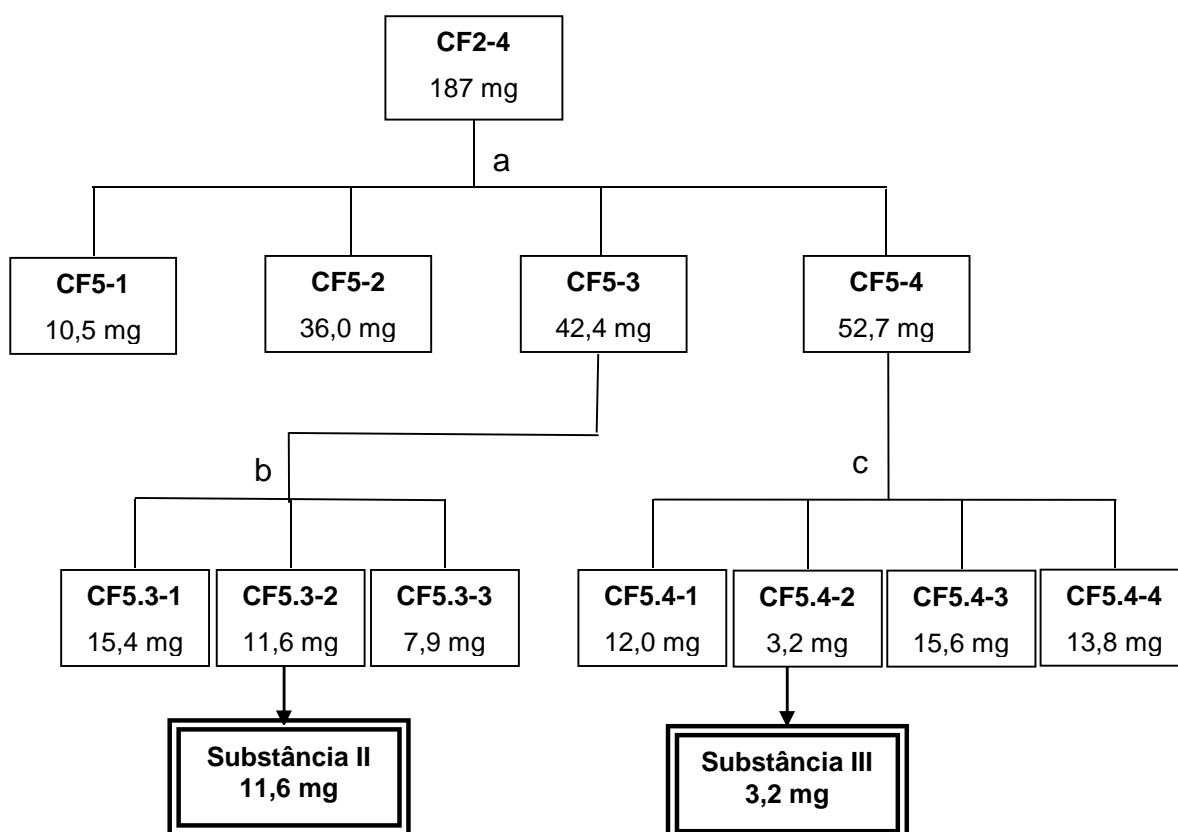 CF2-4
187 mg
a
CF5-1
10,5 mg
CF5-2
36,0 mg
CF5-3
42,4 mg
CF5-4
52,7 mg
b
c
CF5.3-1
15,4 mg
CF5.3-2
11,6 mg
CF5.3-3
7,9 mg
CF5.4-1
12,0 mg
CF5.4-2
3,2 mg
CF5.4-3
15,6 mg
CF5.4-4
13,8 mg
Substância II
11,6 mg
Substância III
3,2 mg